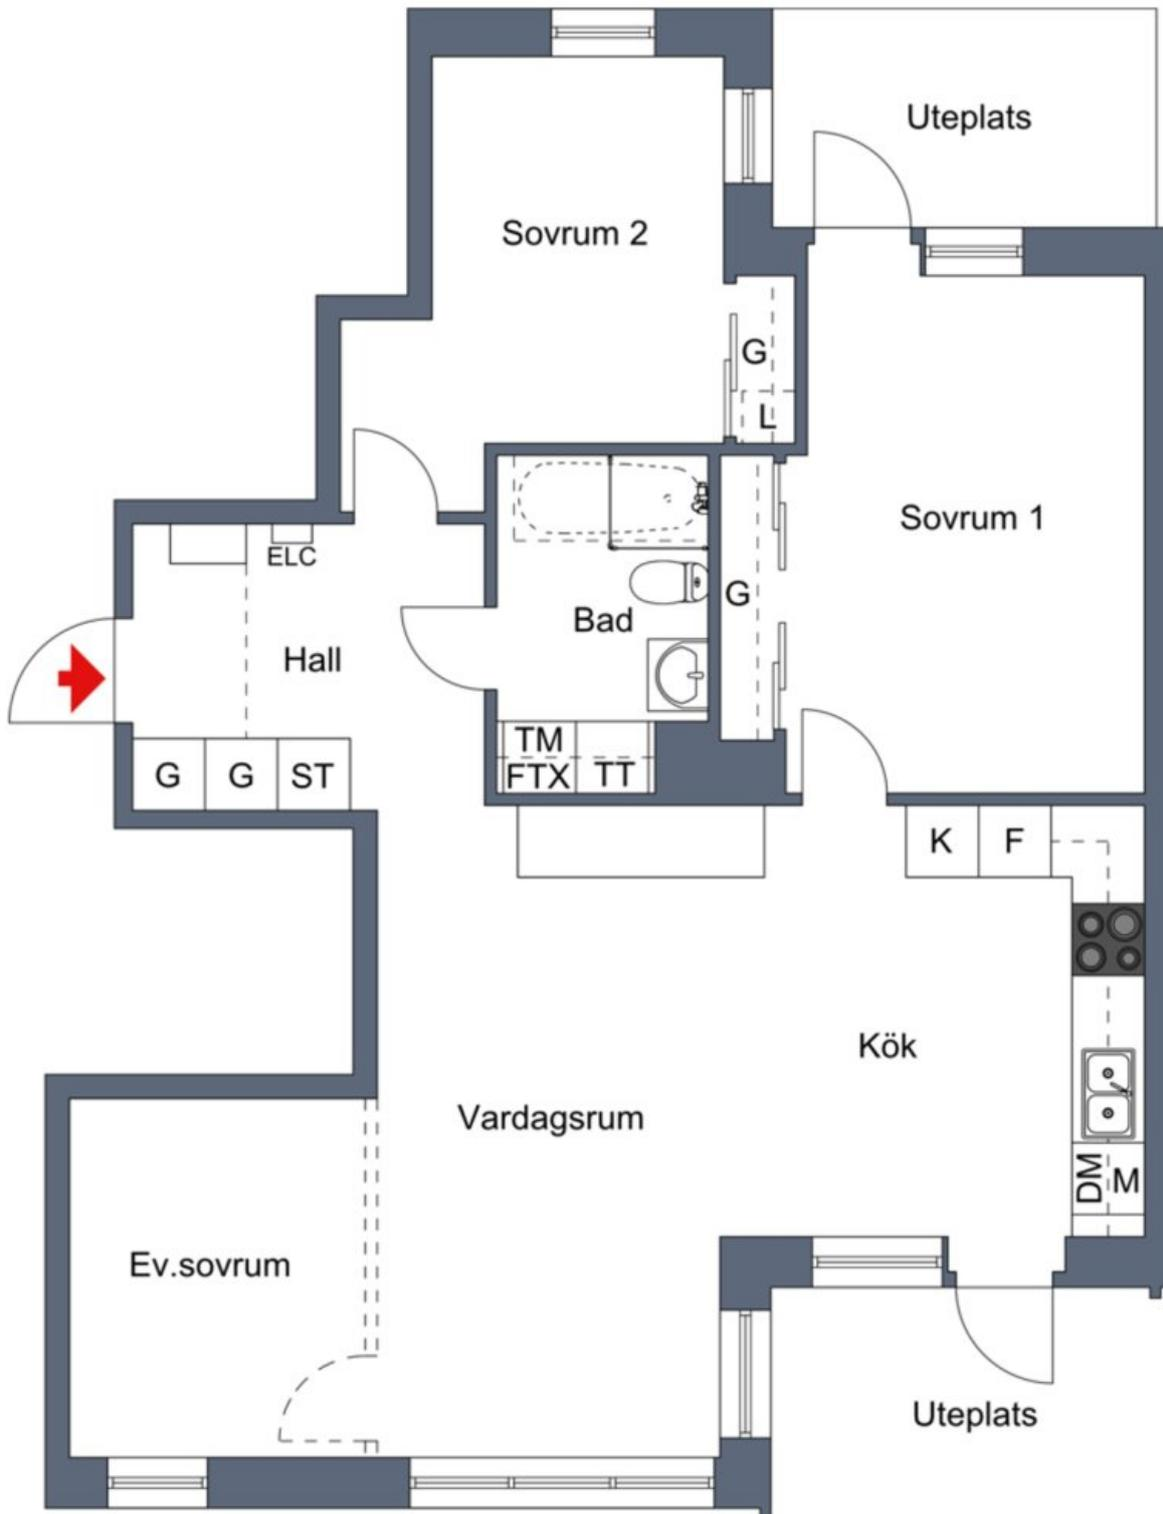 Uteplats
Sovrum 2
G
L
Sovrum 1
ELC
G
Bad
Hall
TM
FTX
TT
G
G
ST
K
F
Kök
Vardagsrum
DM
M
Ev.sovrum
Uteplats